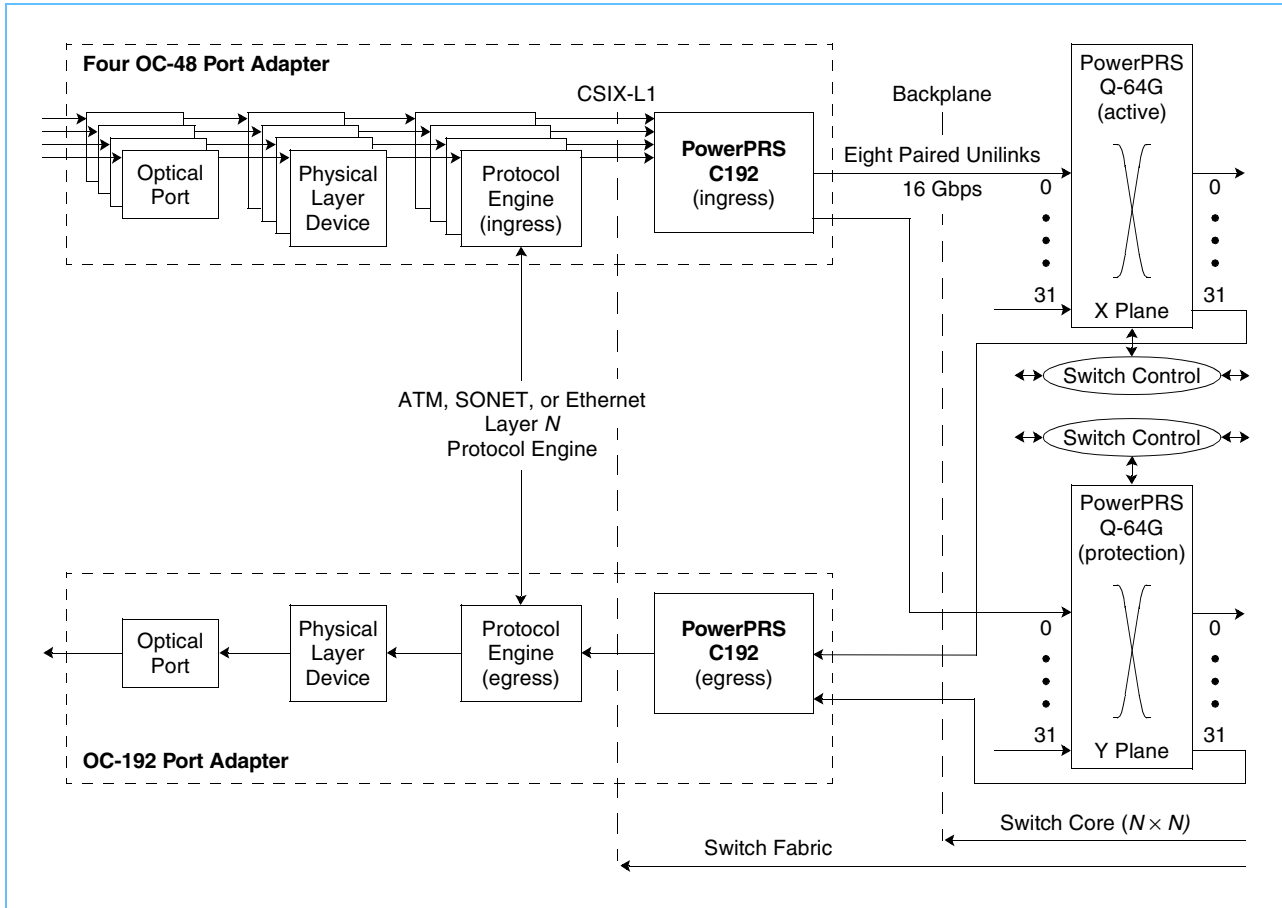 Four OC-48 Port Adapter
CSIX-L1
Backplane
Optical
Port
Physical
Layer
Device
Protocol
Engine
(ingress)
PowerPRS
C192
(ingress)
Eight Paired Unilinks
16 Gbps
PowerPRS
Q-64G
(active)
0
31
X Plane
0
31
Switch Control
ATM, SONET, or Ethernet
Layer N
Protocol Engine
Switch Control
PowerPRS
Q-64G
(protection)
0
31
Y Plane
0
31
Optical
Port
Physical
Layer
Device
Protocol
Engine
(egress)
PowerPRS
C192
(egress)
OC-192 Port Adapter
Switch Core (N × N)
Switch Fabric